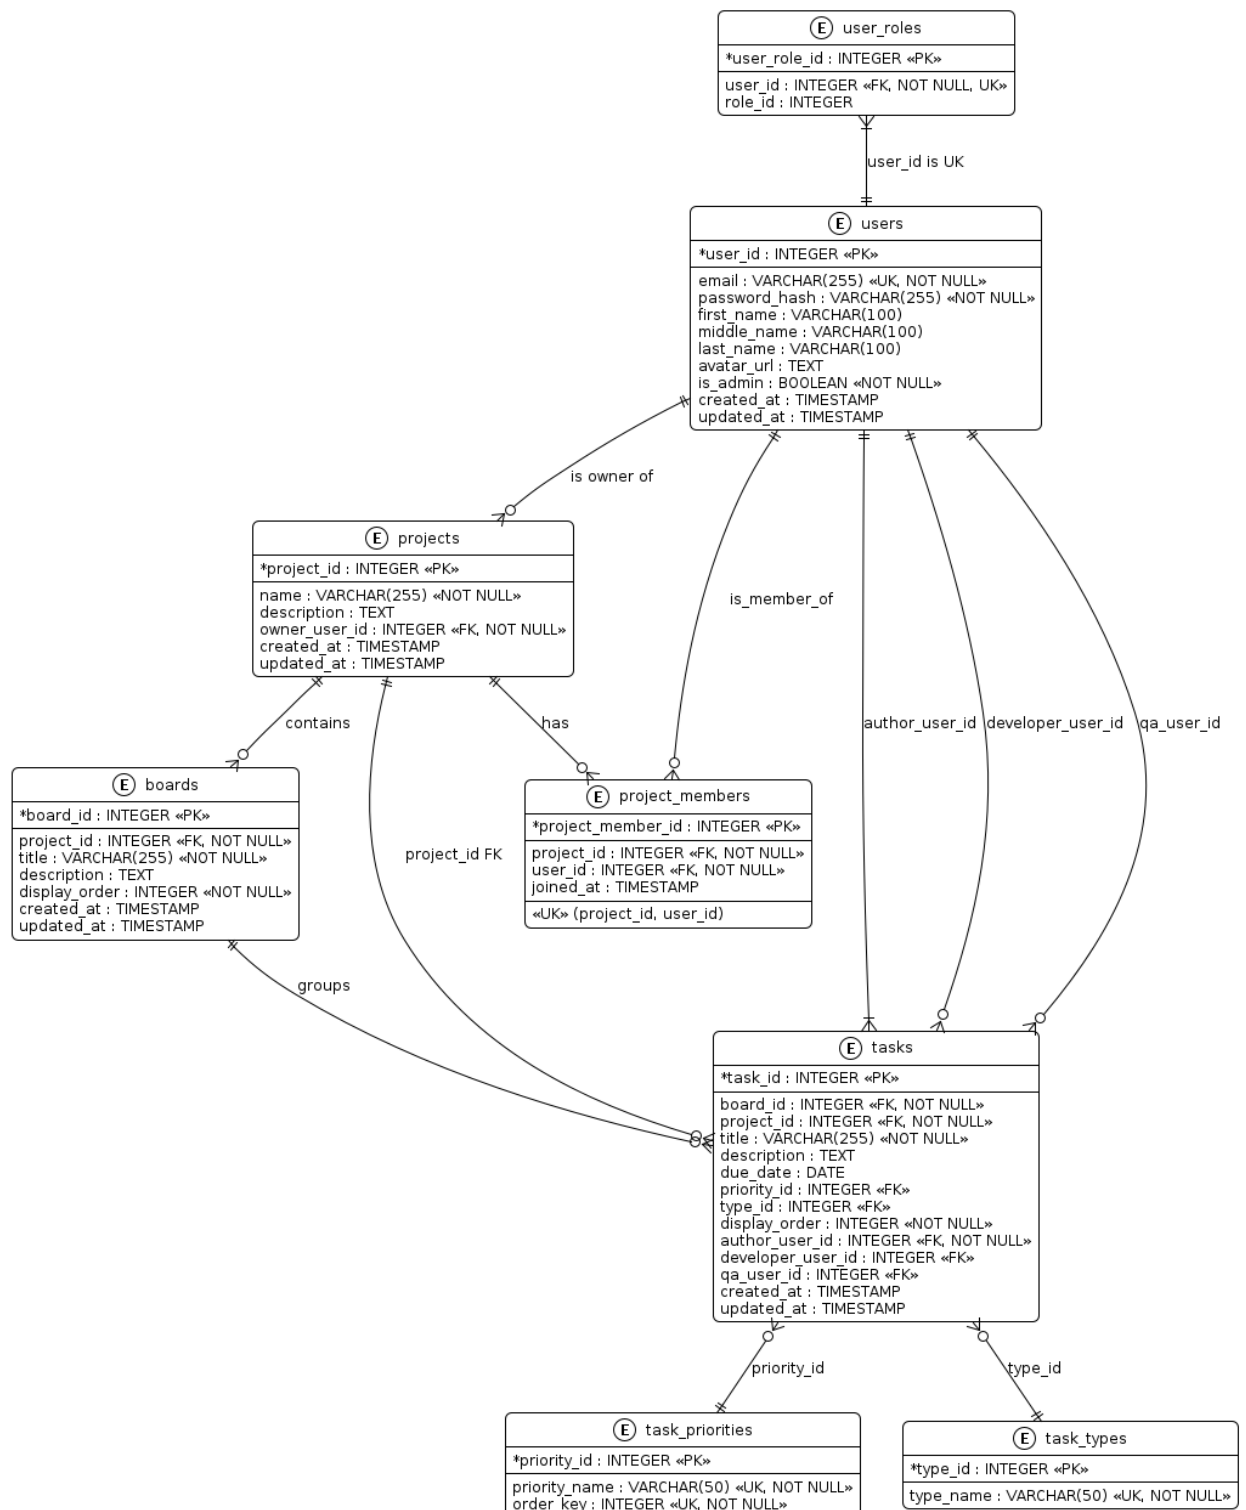 E user_roles
*user_role_id : INTEGER «PK»
user_id : INTEGER «FK, NOT NULL, UK»
role_id : INTEGER
user_id is UK
E users
*user_id : INTEGER «PK»
email : VARCHAR(255) «UK, NOT NULL»
password_hash : VARCHAR(255) «NOT NULL»
first_name : VARCHAR(100)
middle_name : VARCHAR(100)
last_name : VARCHAR(100)
avatar_url : TEXT
is_admin : BOOLEAN «NOT NULL»
created_at : TIMESTAMP
updated_at : TIMESTAMP
is owner of
E projects
*project_id : INTEGER «PK»
name : VARCHAR(255) «NOT NULL»
description : TEXT
owner_user_id : INTEGER «FK, NOT NULL»
created_at : TIMESTAMP
updated_at : TIMESTAMP
is_member_of
contains
has
author_user_id
developer_user_id
qa_user_id
E boards
*board_id : INTEGER «PK»
project_id : INTEGER «FK, NOT NULL»
title : VARCHAR(255) «NOT NULL»
description : TEXT
display_order : INTEGER «NOT NULL»
created_at : TIMESTAMP
updated_at : TIMESTAMP
project_id FK
E project_members
*project_member_id : INTEGER «PK»
project_id : INTEGER «FK, NOT NULL»
user_id : INTEGER «FK, NOT NULL»
joined_at : TIMESTAMP
«UK» (project_id, user_id)
groups
E tasks
*task_id : INTEGER «PK»
board_id : INTEGER «FK, NOT NULL»
project_id : INTEGER «FK, NOT NULL»
title : VARCHAR(255) «NOT NULL»
description : TEXT
due_date : DATE
priority_id : INTEGER «FK»
type_id : INTEGER «FK»
display_order : INTEGER «NOT NULL»
author_user_id : INTEGER «FK, NOT NULL»
developer_user_id : INTEGER «FK»
qa_user_id : INTEGER «FK»
created_at : TIMESTAMP
updated_at : TIMESTAMP
priority_id
type_id
E task_priorities
*priority_id : INTEGER «PK»
priority_name : VARCHAR(50) «UK, NOT NULL»
order_key : INTEGER «UK, NOT NULL»
E task_types
*type_id : INTEGER «PK»
type_name : VARCHAR(50) «UK, NOT NULL»